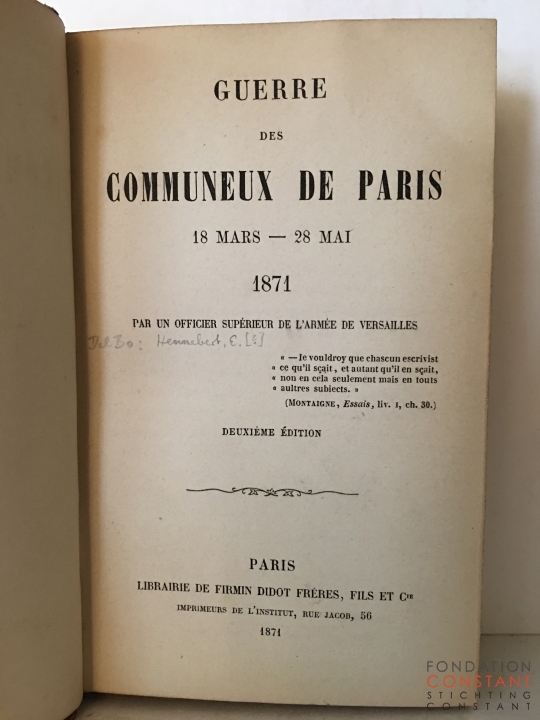 GUERRE
DES
COMMUNEUX DE PARIS
18 MARS — 28 MAI
1871
PAR UN OFFICIER SUPÉRIEUR DE L'ARMÉE DE VERSAILLES
Del Bo: Hennebert, E. [?]
« — Ie vouldroy que chascun escrivist
« ce qu'il sçait, et autant qu'il en sçait,
« non en cela seulement mais en touts
« aultres subiects. »
(MONTAIGNE, Essais, liv. I, ch. 30.)
DEUXIÈME ÉDITION
PARIS
LIBRAIRIE DE FIRMIN DIDOT FRÈRES, FILS ET Cie
IMPRIMEURS DE L'INSTITUT, RUE JACOB, 56
1871
FONDATION
CONSTANT
STICHTING
CONSTANT